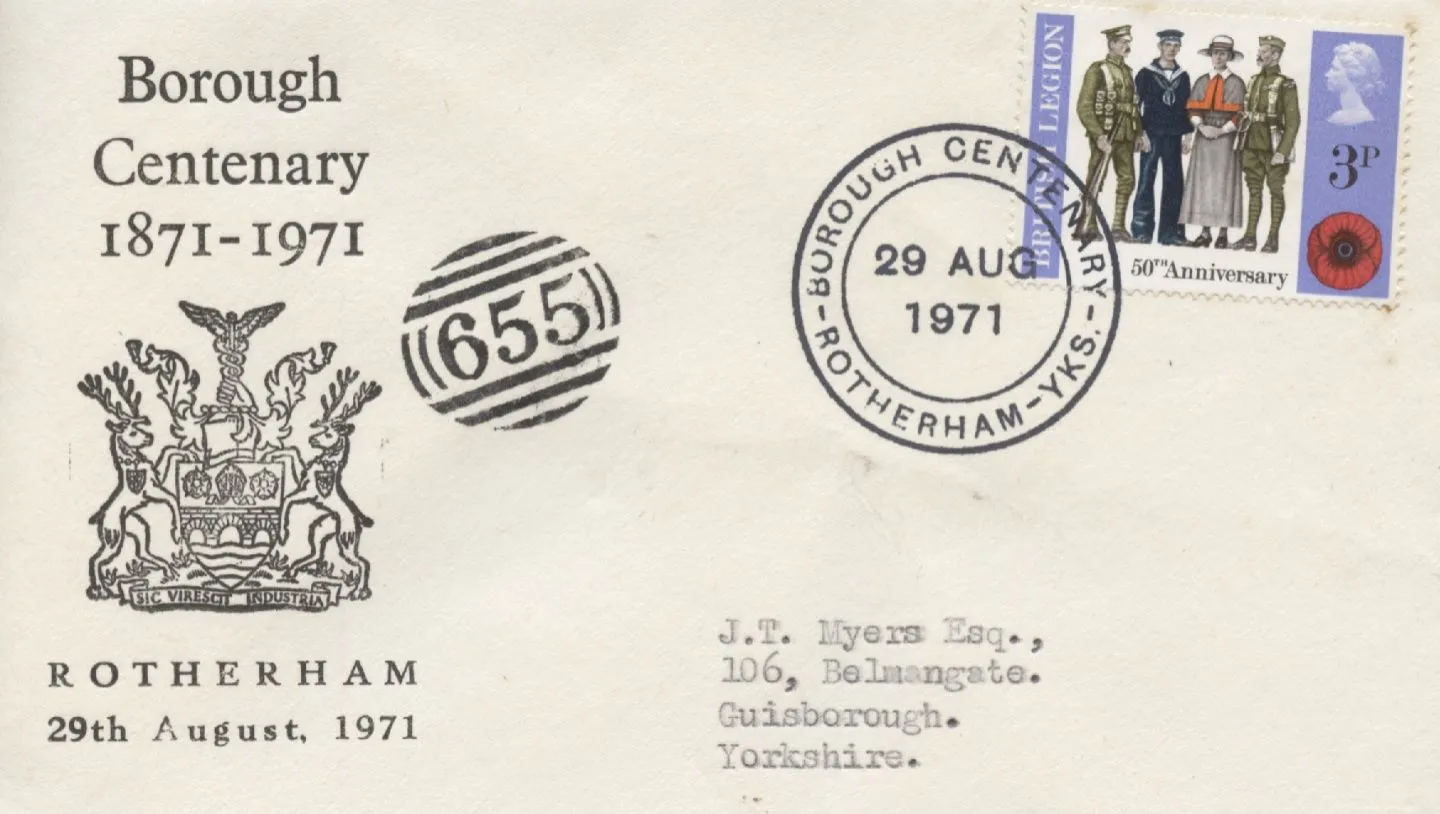 Borough
Centenary
1871-1971
SIC VIRESCIT INDUSTRIA
ROTHERHAM
29th August, 1971
655
BOROUGH CENTENARY
29 AUG
1971
-ROTHERHAM-YKS.-
BRITISH LEGION
3P
50TH Anniversary
J.T. Myers Esq.,
106, Belmangate.
Guisborough.
Yorkshire.